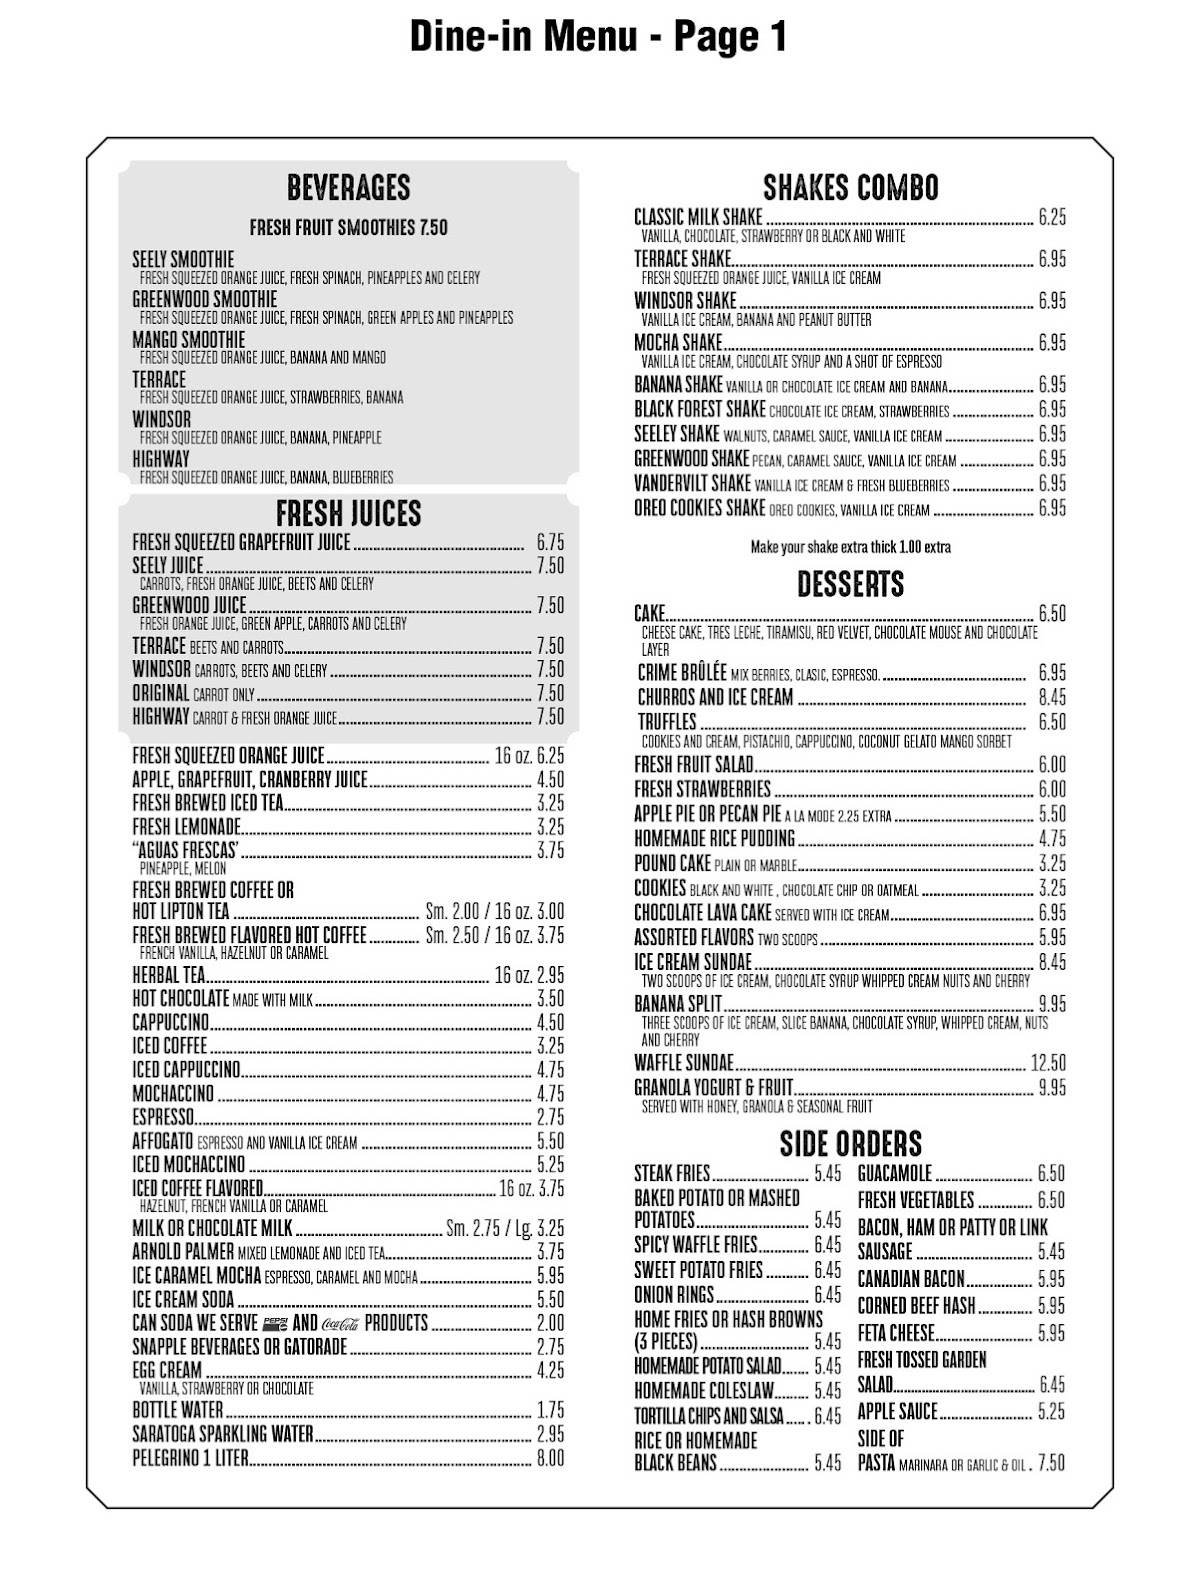 Dine-in Menu - Page 1
BEVERAGES
FRESH FRUIT SMOOTHIES 7.50
SEELY SMOOTHIE
FRESH SQUEEZED ORANGE JUICE, FRESH SPINACH, PINEAPPLES AND CELERY
GREENWOOD SMOOTHIE
FRESH SQUEEZED ORANGE JUICE, FRESH SPINACH, GREEN APPLES AND PINEAPPLES
MANGO SMOOTHIE
FRESH SQUEEZED ORANGE JUICE, BANANA AND MANGO
TERRACE
FRESH SQUEEZED ORANGE JUICE, STRAWBERRIES, BANANA
WINDSOR
FRESH SQUEEZED ORANGE JUICE, BANANA, PINEAPPLE
HIGHWAY
FRESH SQUEEZED ORANGE JUICE, BANANA, BLUEBERRIES
FRESH JUICES
FRESH SQUEEZED GRAPEFRUIT JUICE 6.75
SEELY JUICE 7.50
CARROTS, FRESH ORANGE JUICE, BEETS AND CELERY
GREENWOOD JUICE 7.50
FRESH ORANGE JUICE, GREEN APPLE, CARROTS AND CELERY
TERRACE BEETS AND CARROTS 7.50
WINDSOR CARROTS, BEETS AND CELERY 7.50
ORIGINAL CARROT ONLY 7.50
HIGHWAY CARROT & FRESH ORANGE JUICE 7.50
FRESH SQUEEZED ORANGE JUICE 16 oz. 6.25
APPLE, GRAPEFRUIT, CRANBERRY JUICE 4.50
FRESH BREWED ICED TEA 3.25
FRESH LEMONADE 3.25
"AGUAS FRESCAS' 3.75
PINEAPPLE, MELON
FRESH BREWED COFFEE OR
HOT LIPTON TEA Sm. 2.00 / 16 oz. 3.00
FRESH BREWED FLAVORED HOT COFFEE Sm. 2.50 / 16 oz. 3.75
FRENCH VANILLA, HAZELNUT OR CARAMEL
HERBAL TEA 16 oz. 2.95
HOT CHOCOLATE MADE WITH MILK 3.50
CAPPUCCINO 4.50
ICED COFFEE 3.25
ICED CAPPUCCINO 4.75
MOCHACCINO 4.75
ESPRESSO 2.75
AFFOGATO ESPRESSO AND VANILLA ICE CREAM 5.50
ICED MOCHACCINO 5.25
ICED COFFEE FLAVORED 16 oz. 3.75
HAZELNUT, FRENCH VANILLA OR CARAMEL
MILK OR CHOCOLATE MILK Sm. 2.75 / Lg. 3.25
ARNOLD PALMER MIXED LEMONADE AND ICED TEA 3.75
ICE CARAMEL MOCHA ESPRESSO, CARAMEL AND MOCHA 5.95
ICE CREAM SODA 5.50
CAN SODA WE SERVE PEPSI AND Coca-Cola PRODUCTS 2.00
SNAPPLE BEVERAGES OR GATORADE 2.75
EGG CREAM 4.25
VANILLA, STRAWBERRY OR CHOCOLATE
BOTTLE WATER 1.75
SARATOGA SPARKLING WATER 2.95
PELEGRINO 1 LITER 8.00
SHAKES COMBO
CLASSIC MILK SHAKE 6.25
VANILLA, CHOCOLATE, STRAWBERRY OR BLACK AND WHITE
TERRACE SHAKE 6.95
FRESH SQUEEZED ORANGE JUICE, VANILLA ICE CREAM
WINDSOR SHAKE 6.95
VANILLA ICE CREAM, BANANA AND PEANUT BUTTER
MOCHA SHAKE 6.95
VANILLA ICE CREAM, CHOCOLATE SYRUP AND A SHOT OF ESPRESSO
BANANA SHAKE VANILLA OR CHOCOLATE ICE CREAM AND BANANA 6.95
BLACK FOREST SHAKE CHOCOLATE ICE CREAM, STRAWBERRIES 6.95
SEELEY SHAKE WALNUTS, CARAMEL SAUCE, VANILLA ICE CREAM 6.95
GREENWOOD SHAKE PECAN, CARAMEL SAUCE, VANILLA ICE CREAM 6.95
VANDERVILT SHAKE VANILLA ICE CREAM & FRESH BLUEBERRIES 6.95
OREO COOKIES SHAKE OREO COOKIES, VANILLA ICE CREAM 6.95
Make your shake extra thick 1.00 extra
DESSERTS
CAKE 6.50
CHEESE CAKE, TRES LECHE, TIRAMISU, RED VELVET, CHOCOLATE MOUSE AND CHOCOLATE
LAYER
CRIME BRÛLÉE MIX BERRIES, CLASIC, ESPRESSO. 6.95
CHURROS AND ICE CREAM 8.45
TRUFFLES 6.50
COOKIES AND CREAM, PISTACHIO, CAPPUCCINO, COCONUT GELATO MANGO SORBET
FRESH FRUIT SALAD 6.00
FRESH STRAWBERRIES 6.00
APPLE PIE OR PECAN PIE A LA MODE 2.25 EXTRA 5.50
HOMEMADE RICE PUDDING 4.75
POUND CAKE PLAIN OR MARBLE 3.25
COOKIES BLACK AND WHITE , CHOCOLATE CHIP OR OATMEAL 3.25
CHOCOLATE LAVA CAKE SERVED WITH ICE CREAM 6.95
ASSORTED FLAVORS TWO SCOOPS 5.95
ICE CREAM SUNDAE 8.45
TWO SCOOPS OF ICE CREAM, CHOCOLATE SYRUP WHIPPED CREAM NUITS AND CHERRY
BANANA SPLIT 9.95
THREE SCOOPS OF ICE CREAM, SLICE BANANA, CHOCOLATE SYRUP, WHIPPED CREAM, NUTS
AND CHERRY
WAFFLE SUNDAE 12.50
GRANOLA YOGURT & FRUIT 9.95
SERVED WITH HONEY, GRANOLA & SEASONAL FRUIT
SIDE ORDERS
STEAK FRIES 5.45
BAKED POTATO OR MASHED
POTATOES 5.45
SPICY WAFFLE FRIES 6.45
SWEET POTATO FRIES 6.45
ONION RINGS 6.45
HOME FRIES OR HASH BROWNS
(3 PIECES) 5.45
HOMEMADE POTATO SALAD 5.45
HOMEMADE COLESLAW 5.45
TORTILLA CHIPS AND SALSA 6.45
RICE OR HOMEMADE
BLACK BEANS 5.45
GUACAMOLE 6.50
FRESH VEGETABLES 6.50
BACON, HAM OR PATTY OR LINK
SAUSAGE 5.45
CANADIAN BACON 5.95
CORNED BEEF HASH 5.95
FETA CHEESE 5.95
FRESH TOSSED GARDEN
SALAD 6.45
APPLE SAUCE 5.25
SIDE OF
PASTA MARINARA OR GARLIC & OIL 7.50